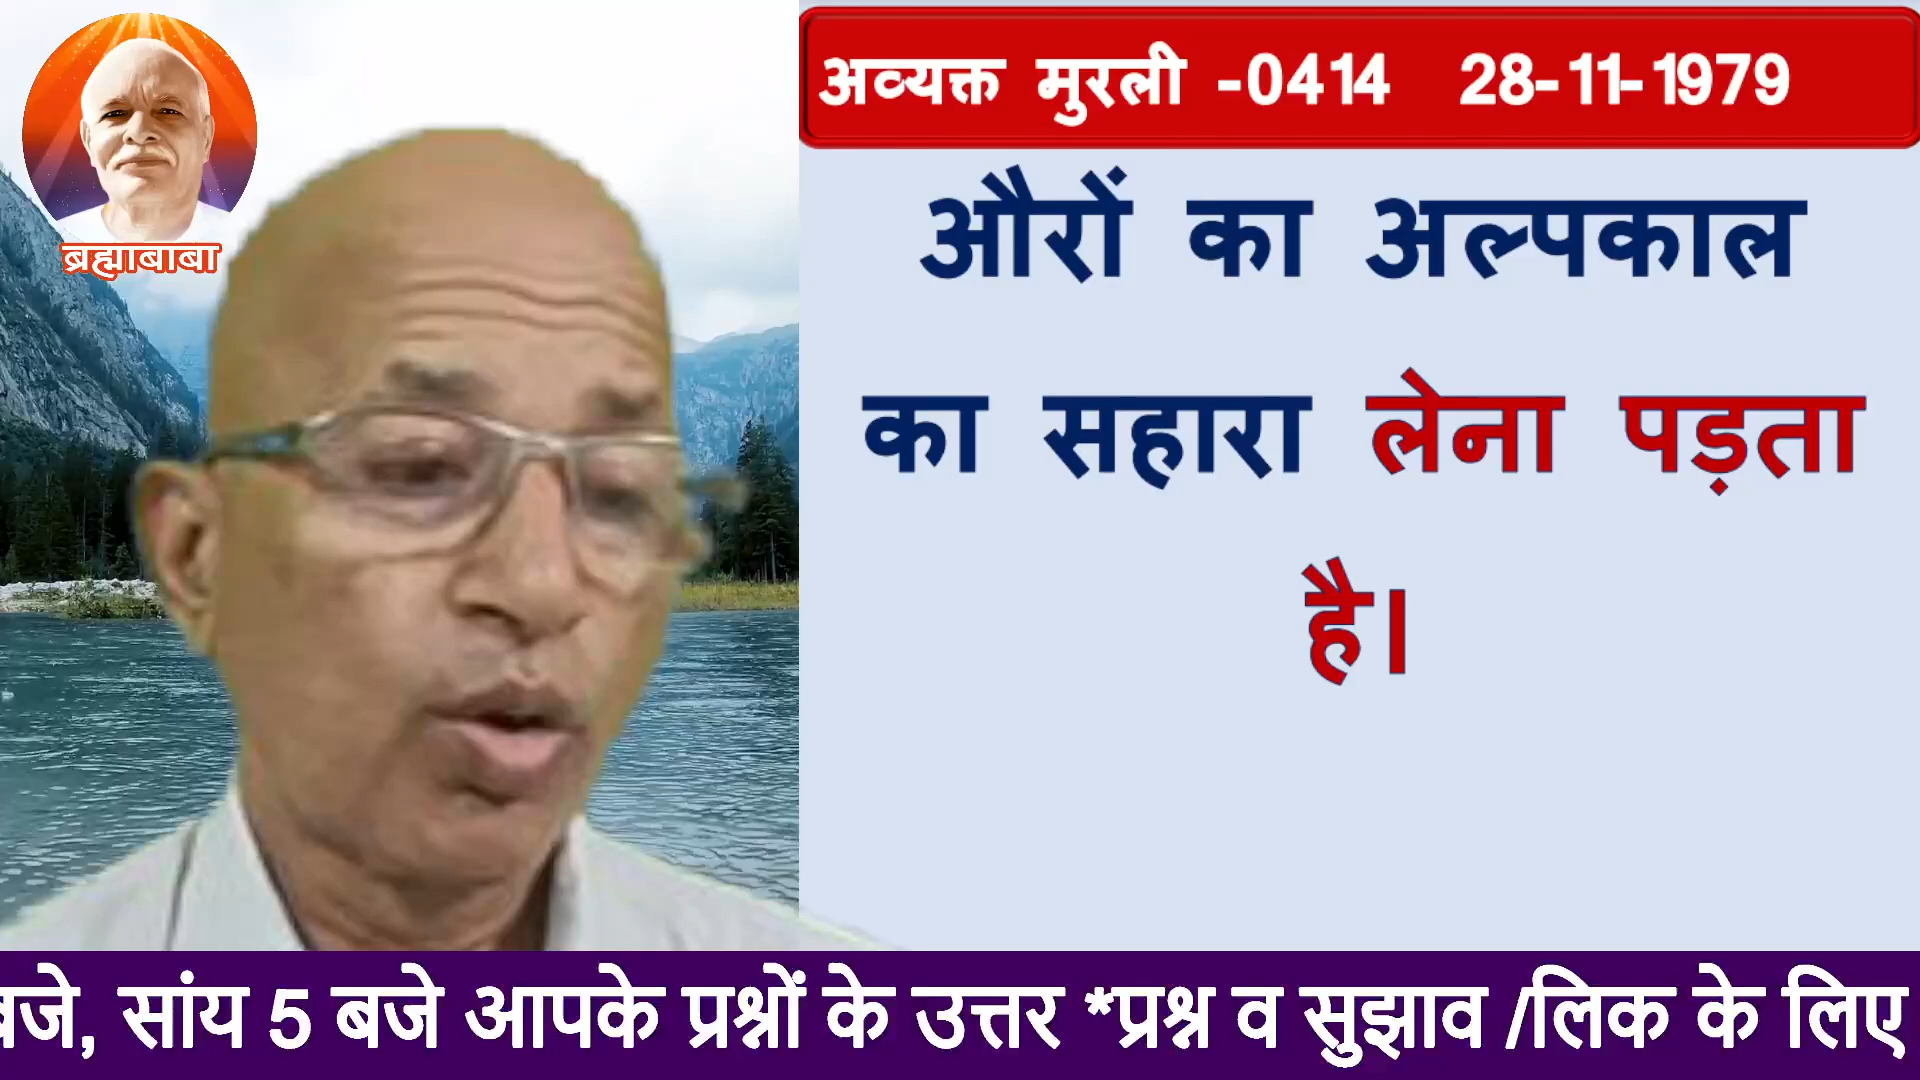 ब्रह्माबाबा
अव्यक्त मुरली -0414 28-11-1979
औरों का अल्पकाल
का सहारा लेना पड़ता
है।
बजे, सांय 5 बजे आपके प्रश्नों के उत्तर *प्रश्न व सुझाव /लिक के लिए